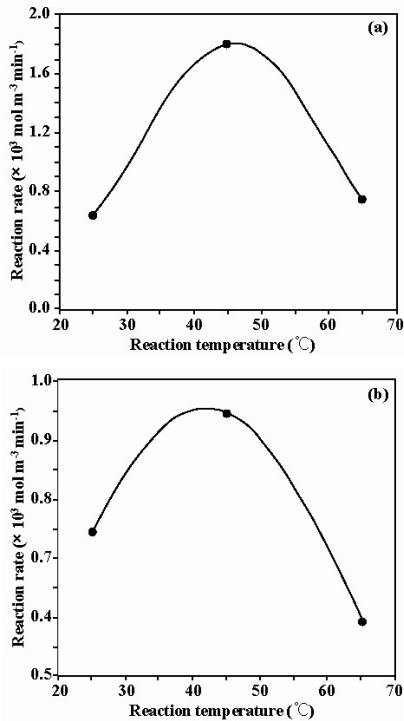 (a)
Reaction rate (× 10³ mol m⁻³ min⁻¹)
2.0
1.6
1.2
0.8
0.4
0.0
20 30 40 50 60 70
Reaction temperature (℃)
(b)
Reaction rate (× 10³ mol m⁻³ min⁻¹)
1.0
0.9
0.8
0.7
0.4
0.5
20 30 40 50 60 70
Reaction temperature (℃)